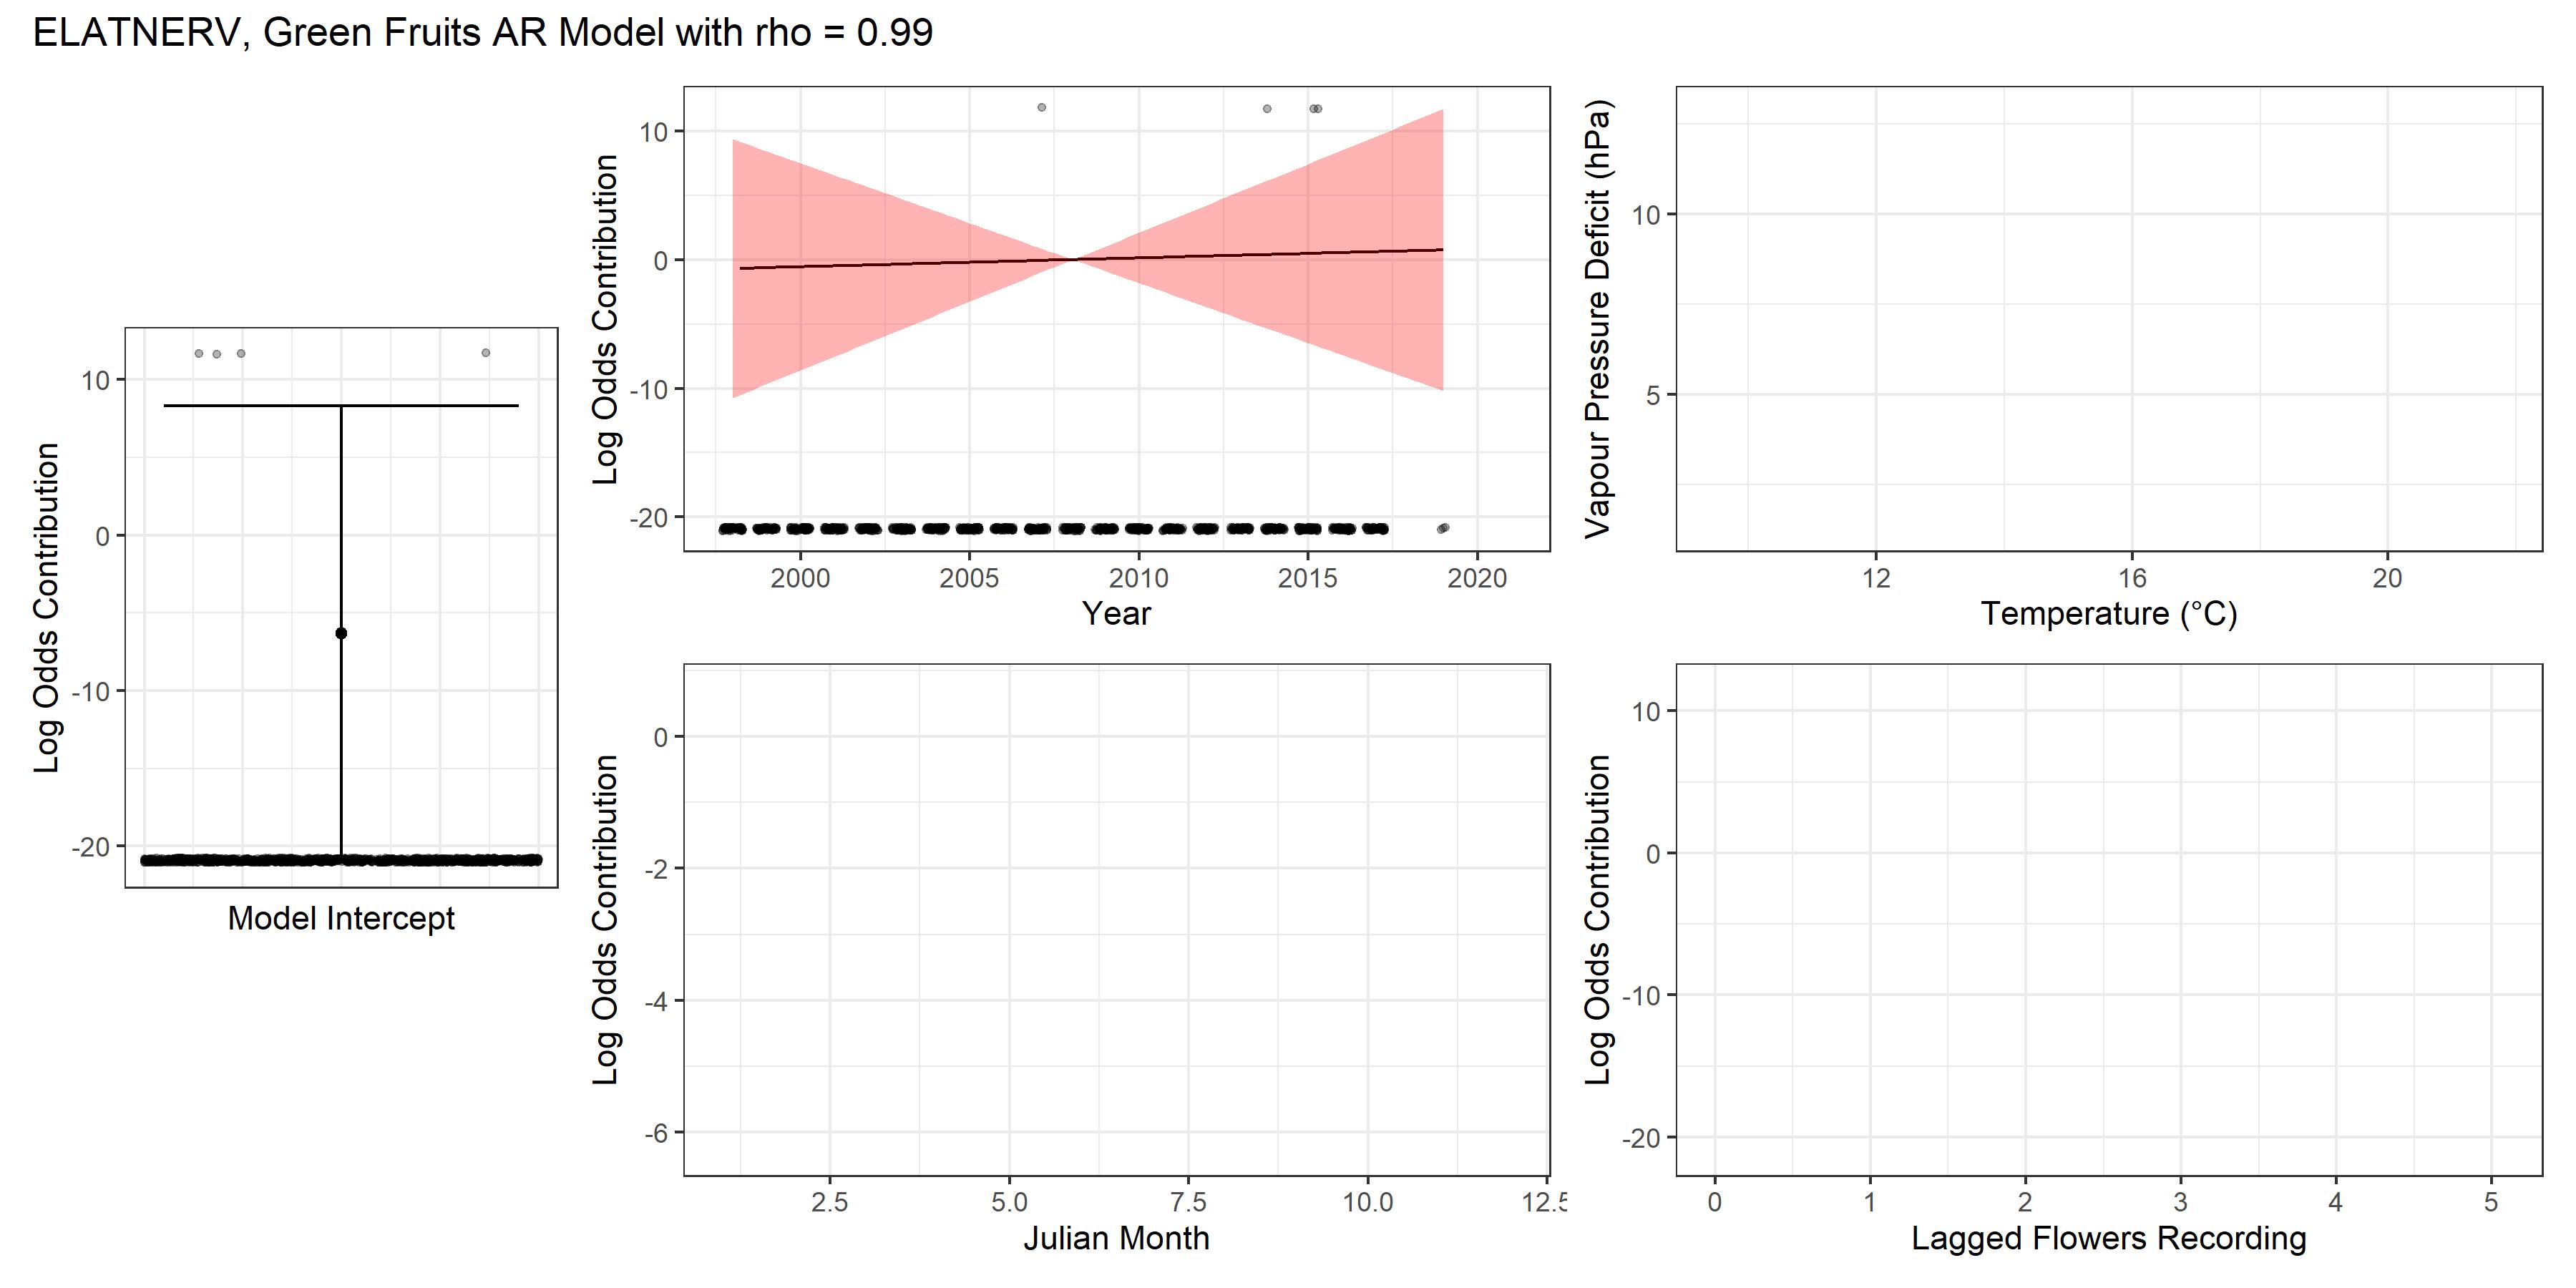 ELATNERV, Green Fruits AR Model with rho = 0.99
Log Odds Contribution
10
0
-10
-20
Model Intercept
Log Odds Contribution
10
0
-10
-20
2000 2005 2010 2015 2020
Year
Vapour Pressure Deficit (hPa)
10
5
12 16 20
Temperature (°C)
Log Odds Contribution
0
-2
-4
-6
2.5 5.0 7.5 10.0 12.5
Julian Month
Log Odds Contribution
10
0
-10
-20
0 1 2 3 4 5
Lagged Flowers Recording